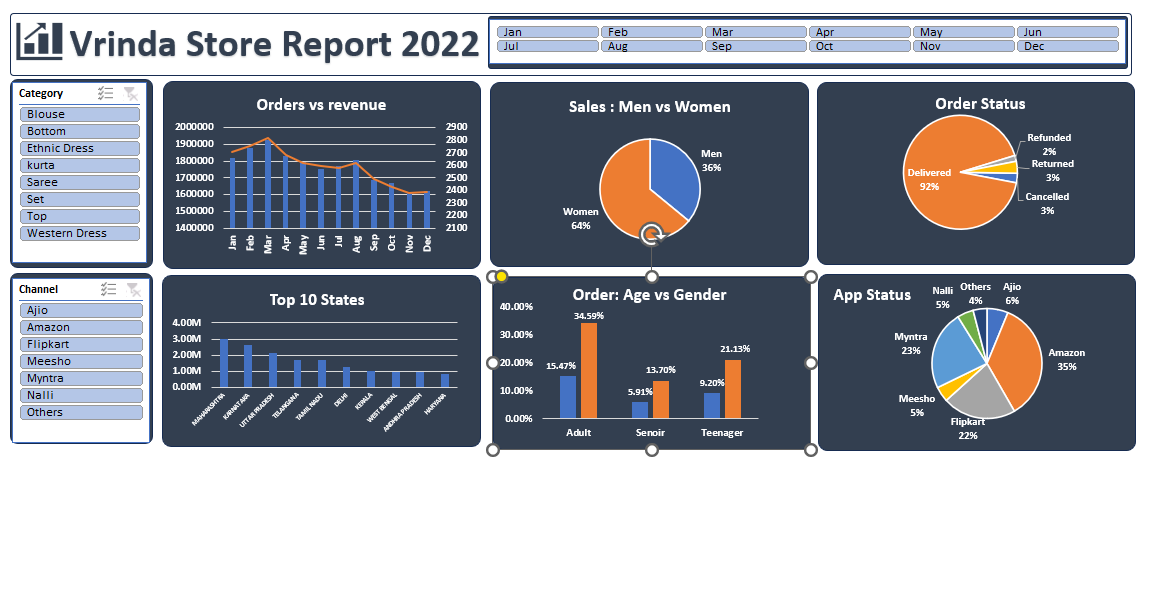 Vrinda Store Report 2022
Jan Feb Mar Apr May Jun
Jul Aug Sep Oct Nov Dec
Category
Blouse
Bottom
Ethnic Dress
kurta
Saree
Set
Top
Western Dress
Orders vs revenue
2000000
1900000
1800000
1700000
1600000
1500000
1400000
2900
2800
2700
2600
2500
2400
2300
2200
2100
Jan Feb Mar Apr May Jun Jul Aug Sep Oct Nov Dec
Sales : Men vs Women
Men
36%
Women
64%
Order Status
Refunded
2%
Returned
3%
Delivered
92%
Cancelled
3%
Channel
Ajio
Amazon
Flipkart
Meesho
Myntra
Nalli
Others
Top 10 States
4.00M
3.00M
2.00M
1.00M
0.00M
MAHARSHTRA
KARNATAKA
UTTAR PRADESH
TELANGANA
TAMIL NADU
DELHI
KERALA
WEST BENGAL
ANDHRA PRADESH
HARYANA
Order: Age vs Gender
40.00%
30.00%
20.00%
10.00%
0.00%
15.47%
34.59%
5.91%
13.70%
9.20%
21.13%
Adult Senoir Teenager
App Status
Nalli
5%
Others
4%
Ajio
6%
Myntra
23%
Amazon
35%
Meesho
5%
Flipkart
22%